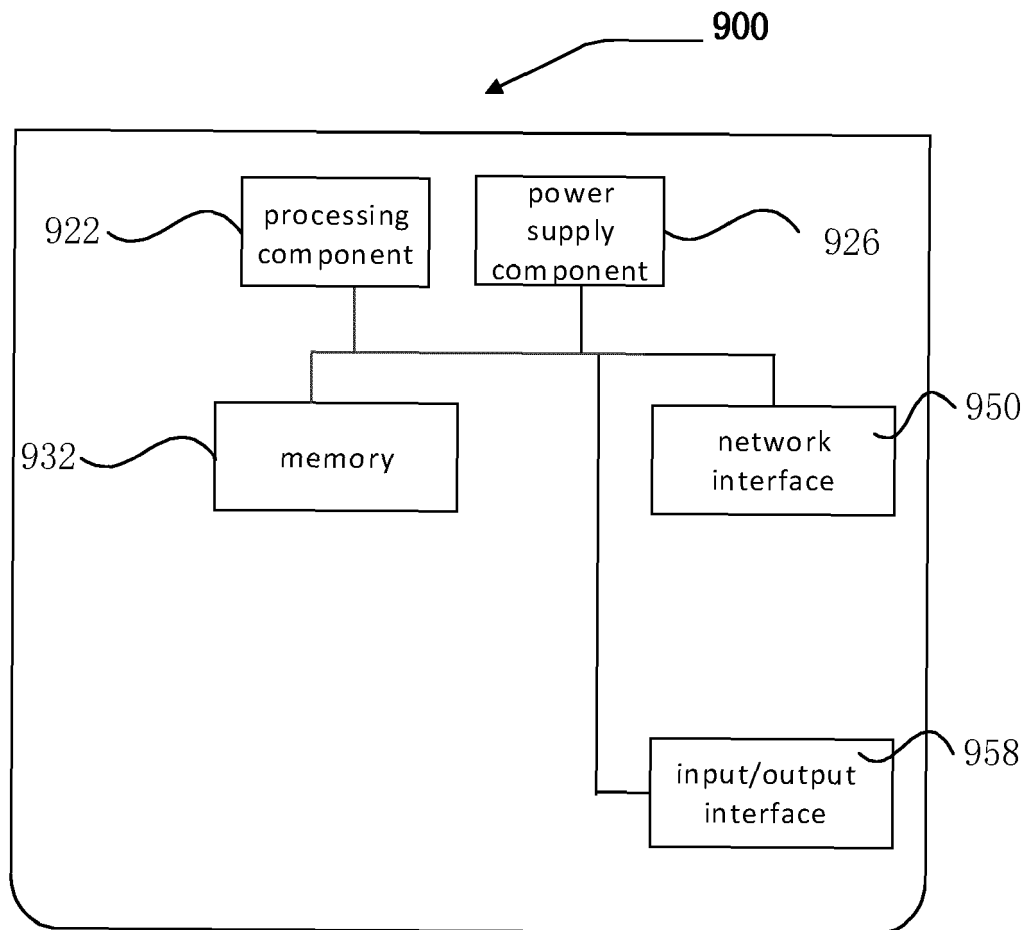 900
processing
component
922
power
supply
component
926
memory
932
network
interface
950
input/output
interface
958